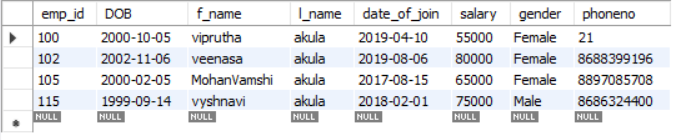 emp_id DOB f_name l_name date_of_join salary gender phoneno
100 2000-10-05 viprutha akula 2019-04-10 55000 Female 21
102 2002-11-06 veenasa akula 2019-08-06 80000 Female 8688399196
105 2000-02-05 MohanVamshi akula 2017-08-15 65000 Female 8897085708
115 1999-09-14 vyshnavi akula 2018-02-01 75000 Male 8686324400
NULL NULL NULL NULL NULL NULL NULL NULL